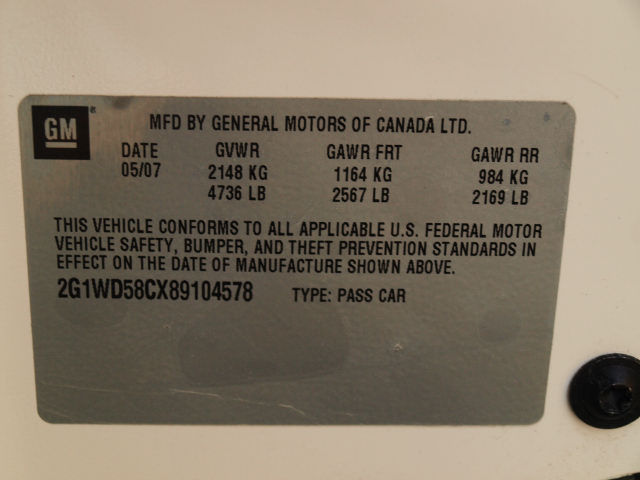 GM ® MFD BY GENERAL MOTORS OF CANADA LTD.
DATE GVWR GAWR FRT GAWR RR
05/07 2148 KG 1164 KG 984 KG
4736 LB 2567 LB 2169 LB
THIS VEHICLE CONFORMS TO ALL APPLICABLE U.S. FEDERAL MOTOR
VEHICLE SAFETY, BUMPER, AND THEFT PREVENTION STANDARDS IN
EFFECT ON THE DATE OF MANUFACTURE SHOWN ABOVE.
2G1WD58CX89104578 TYPE: PASS CAR